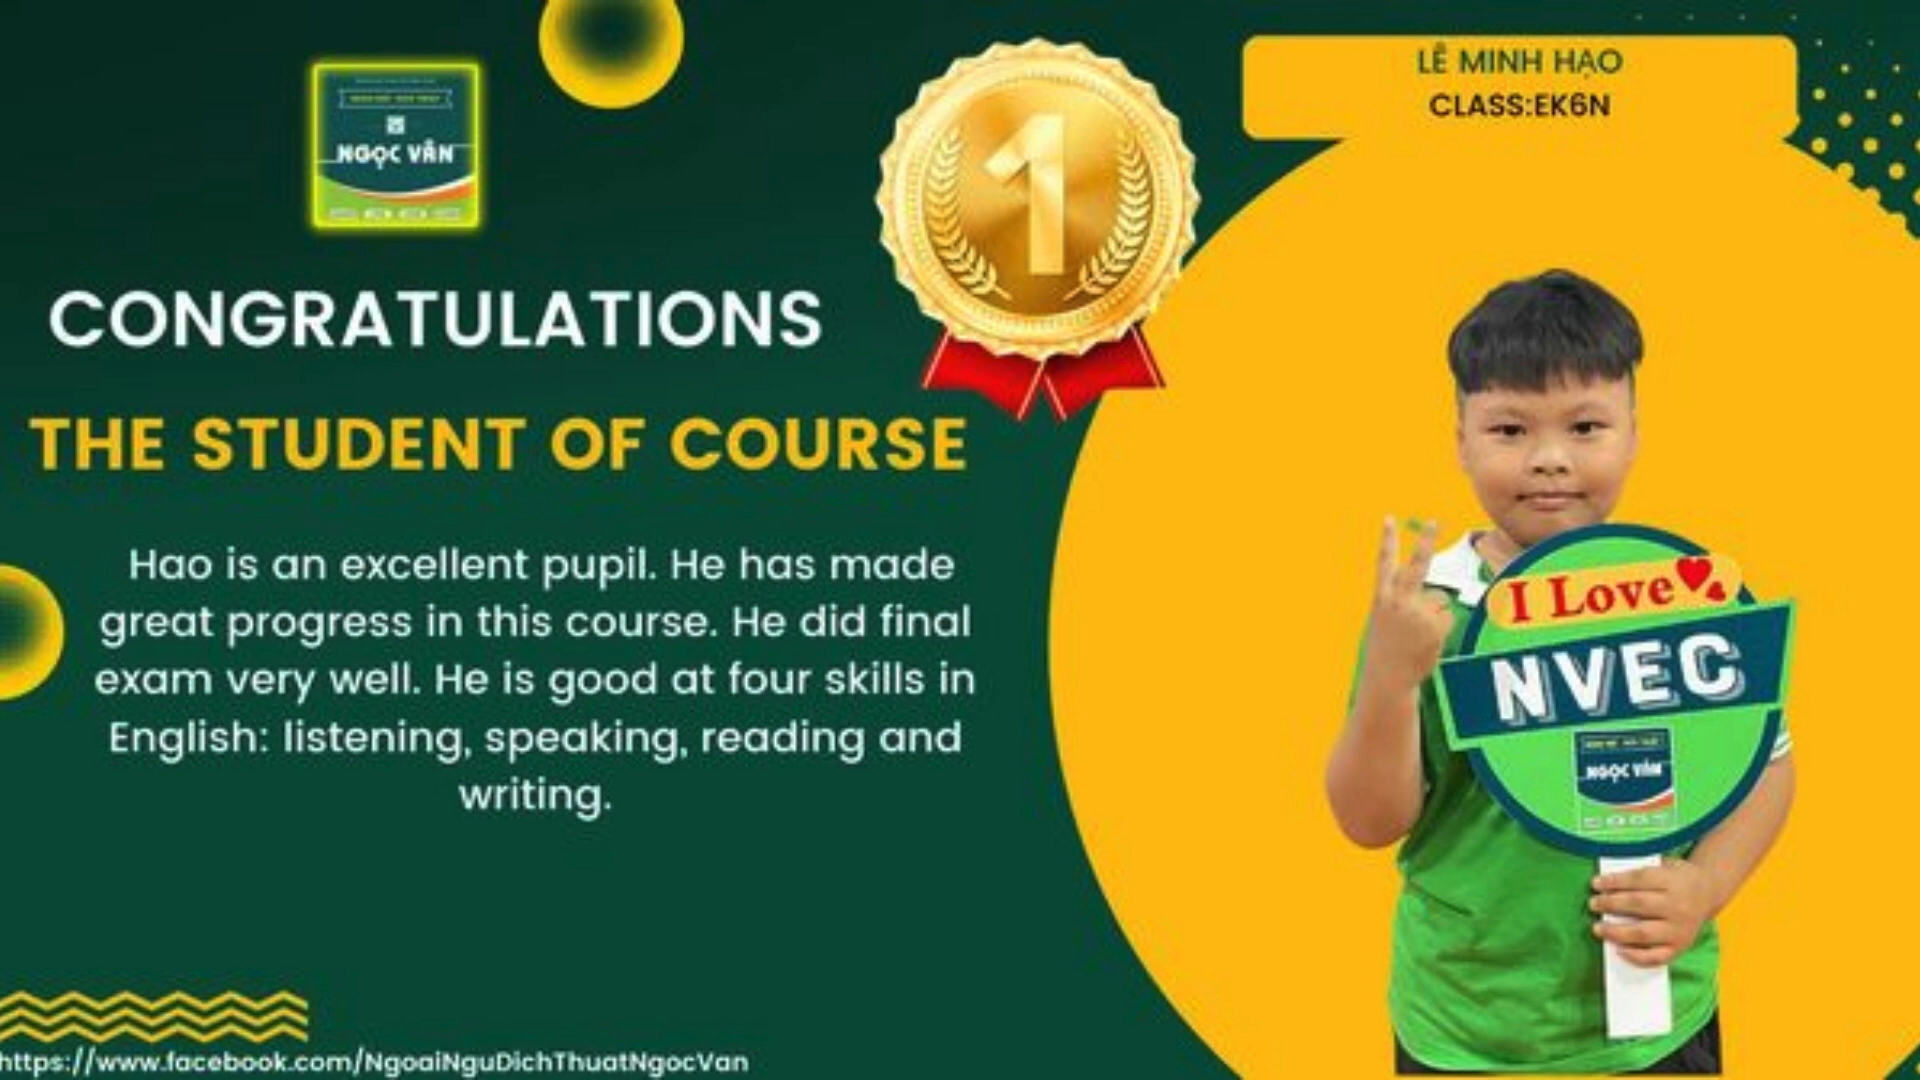 NGỌC VÂN
CONGRATULATIONS
THE STUDENT OF COURSE
Hao is an excellent pupil. He has made
great progress in this course. He did final
exam very well. He is good at four skills in
English: listening, speaking, reading and
writing.
https://www.facebook.com/NgoaiNguDichThuatNgocVan
1
LÊ MINH HẠO
CLASS:EK6N
I Love
NVEC
NGỌC VÂN